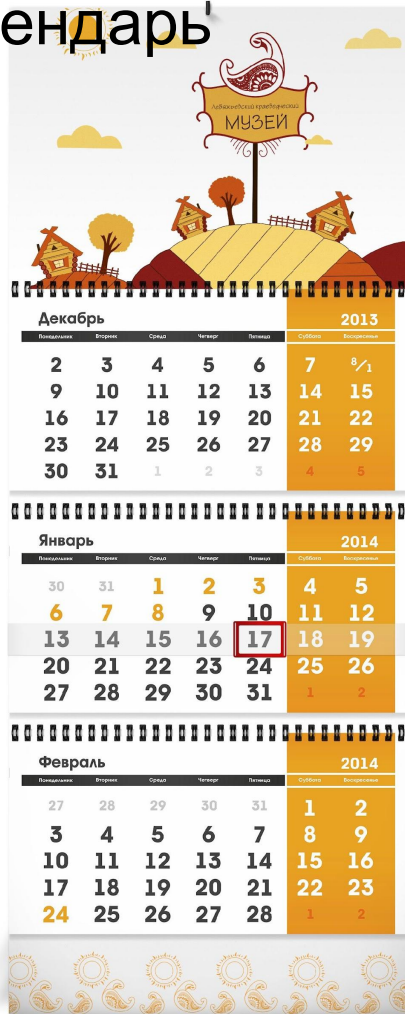 ендарь
Левокумский краеведческий
МУЗЕЙ
Декабрь 2013
Понедельник Вторник Среда Четверг Пятница Суббота Воскресенье
2 3 4 5 6 7 8/1
9 10 11 12 13 14 15
16 17 18 19 20 21 22
23 24 25 26 27 28 29
30 31 1 2 3 4 5
Январь 2014
Понедельник Вторник Среда Четверг Пятница Суббота Воскресенье
30 31 1 2 3 4 5
6 7 8 9 10 11 12
13 14 15 16 17 18 19
20 21 22 23 24 25 26
27 28 29 30 31 1 2
Февраль 2014
Понедельник Вторник Среда Четверг Пятница Суббота Воскресенье
27 28 29 30 31 1 2
3 4 5 6 7 8 9
10 11 12 13 14 15 16
17 18 19 20 21 22 23
24 25 26 27 28 1 2